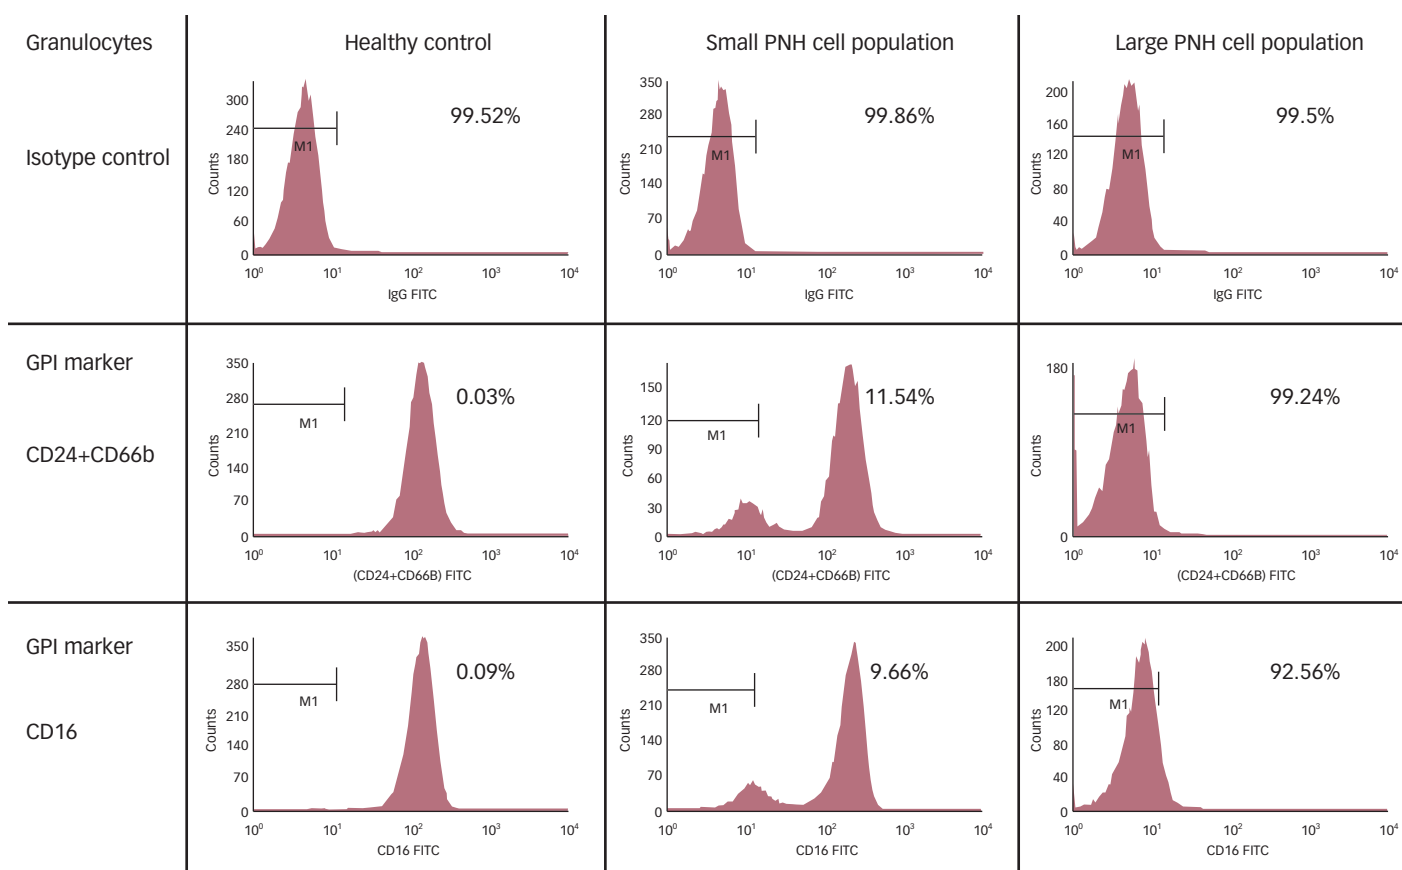 Granulocytes
Healthy control
Small PNH cell population
Large PNH cell population
Isotype control
300
240
180
120
60
0
Counts
M1
99.52%
10⁰ 10¹ 10² 10³ 10⁴
IgG FITC
350
280
210
140
70
0
Counts
M1
99.86%
10⁰ 10¹ 10² 10³ 10⁴
IgG FITC
200
160
120
80
40
0
Counts
M1
99.5%
10⁰ 10¹ 10² 10³ 10⁴
IgG FITC
GPI marker
CD24+CD66b
350
280
210
140
70
0
Counts
M1
0.03%
10⁰ 10¹ 10² 10³ 10⁴
(CD24+CD66B) FITC
150
120
90
60
30
0
Counts
M1
11.54%
10⁰ 10¹ 10² 10³ 10⁴
(CD24+CD66B) FITC
180
0
Counts
M1
99.24%
10⁰ 10¹ 10² 10³ 10⁴
(CD24+CD66B) FITC
GPI marker
CD16
350
280
210
140
70
0
Counts
M1
0.09%
10⁰ 10¹ 10² 10³ 10⁴
CD16 FITC
350
280
210
140
70
0
Counts
M1
9.66%
10⁰ 10¹ 10² 10³ 10⁴
CD16 FITC
200
180
120
80
40
0
Counts
M1
92.56%
10⁰ 10¹ 10² 10³ 10⁴
CD16 FITC